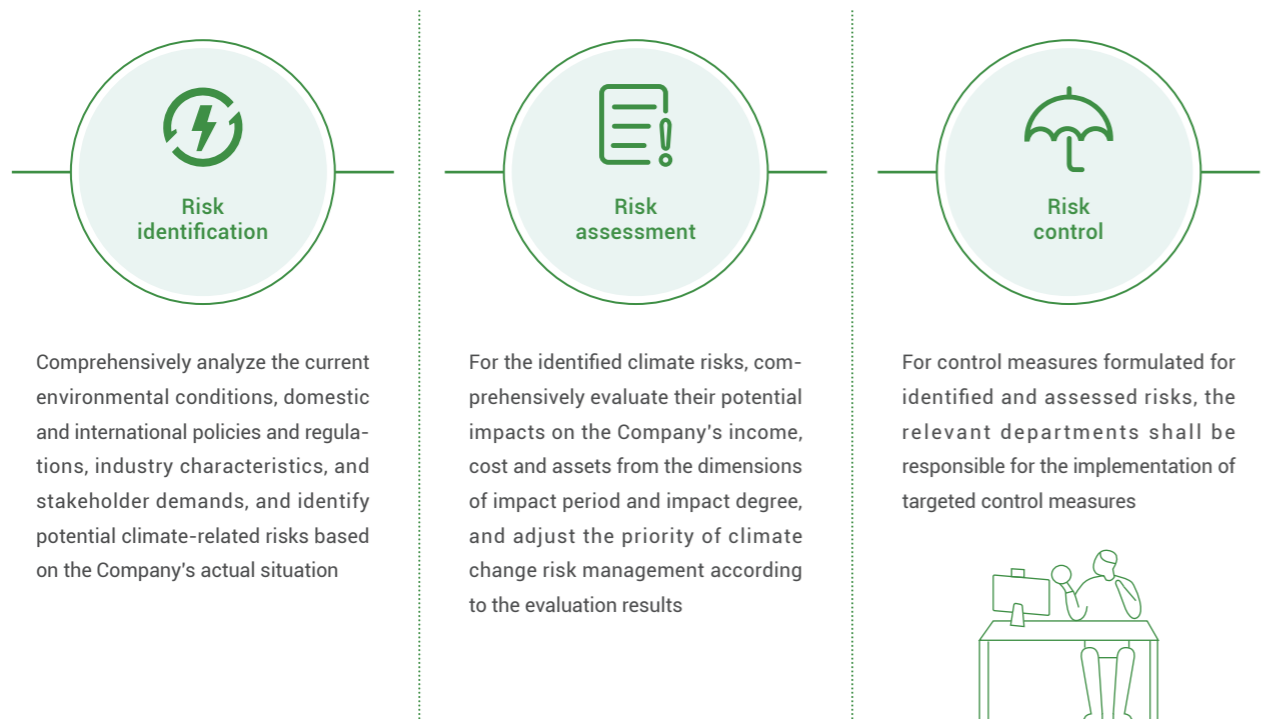 Risk
identification
Comprehensively analyze the current
environmental conditions, domestic
and international policies and regula-
tions, industry characteristics, and
stakeholder demands, and identify
potential climate-related risks based
on the Company's actual situation
Risk
assessment
For the identified climate risks, com-
prehensively evaluate their potential
impacts on the Company's income,
cost and assets from the dimensions
of impact period and impact degree,
and adjust the priority of climate
change risk management according
to the evaluation results
Risk
control
For control measures formulated for
identified and assessed risks, the
relevant departments shall be
responsible for the implementation of
targeted control measures